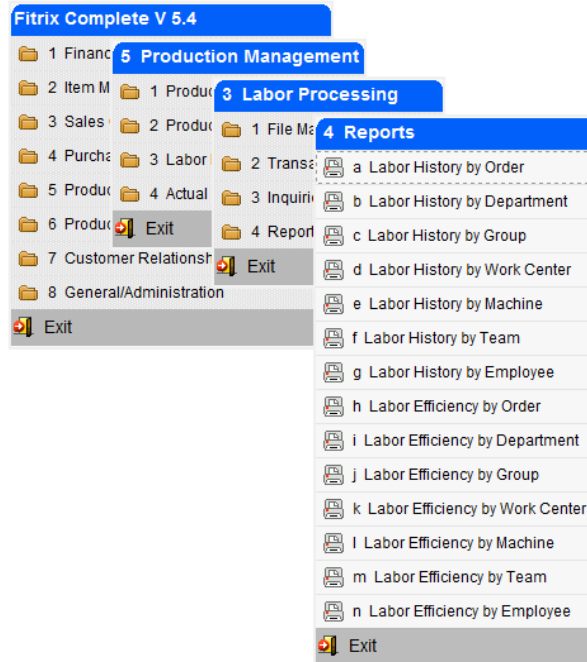 Fitrix Complete V 5.4
1 Financ
2 Item M
3 Sales
4 Purcha
5 Produc
6 Produc
7 Customer Relationsh
8 General/Administration
Exit
5 Production Management
1 Produc
2 Produc
3 Labor
4 Actual
Exit
3 Labor Processing
1 File Ma
2 Transa
3 Inquiri
4 Report
Exit
4 Reports
a Labor History by Order
b Labor History by Department
c Labor History by Group
d Labor History by Work Center
e Labor History by Machine
f Labor History by Team
g Labor History by Employee
h Labor Efficiency by Order
i Labor Efficiency by Department
j Labor Efficiency by Group
k Labor Efficiency by Work Center
l Labor Efficiency by Machine
m Labor Efficiency by Team
n Labor Efficiency by Employee
Exit